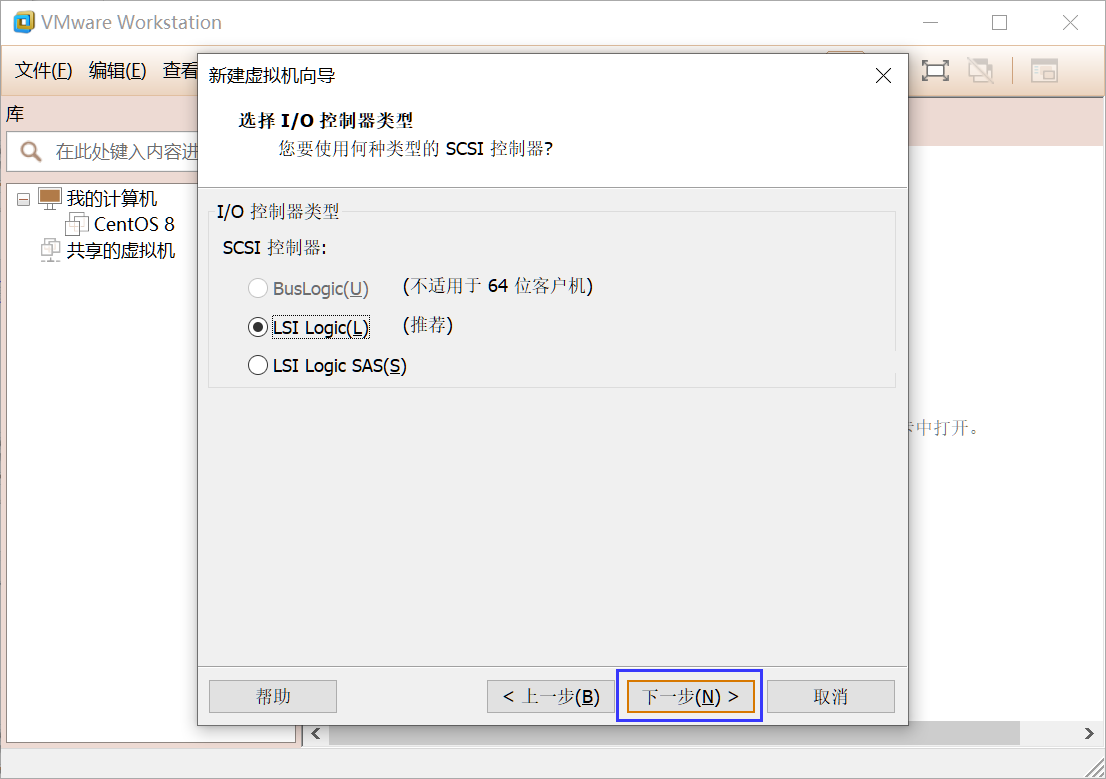 VMware Workstation
文件(F) 编辑(E) 查看
新建虚拟机向导
库
选择 I/O 控制器类型
您要使用何种类型的 SCSI 控制器?
在此处键入内容进
我的计算机
CentOS 8
共享的虚拟机
I/O 控制器类型
SCSI 控制器:
BusLogic(U) (不适用于 64 位客户机)
LSI Logic(L) (推荐)
LSI Logic SAS(S)
中打开。
帮助 < 上一步(B) 下一步(N) > 取消